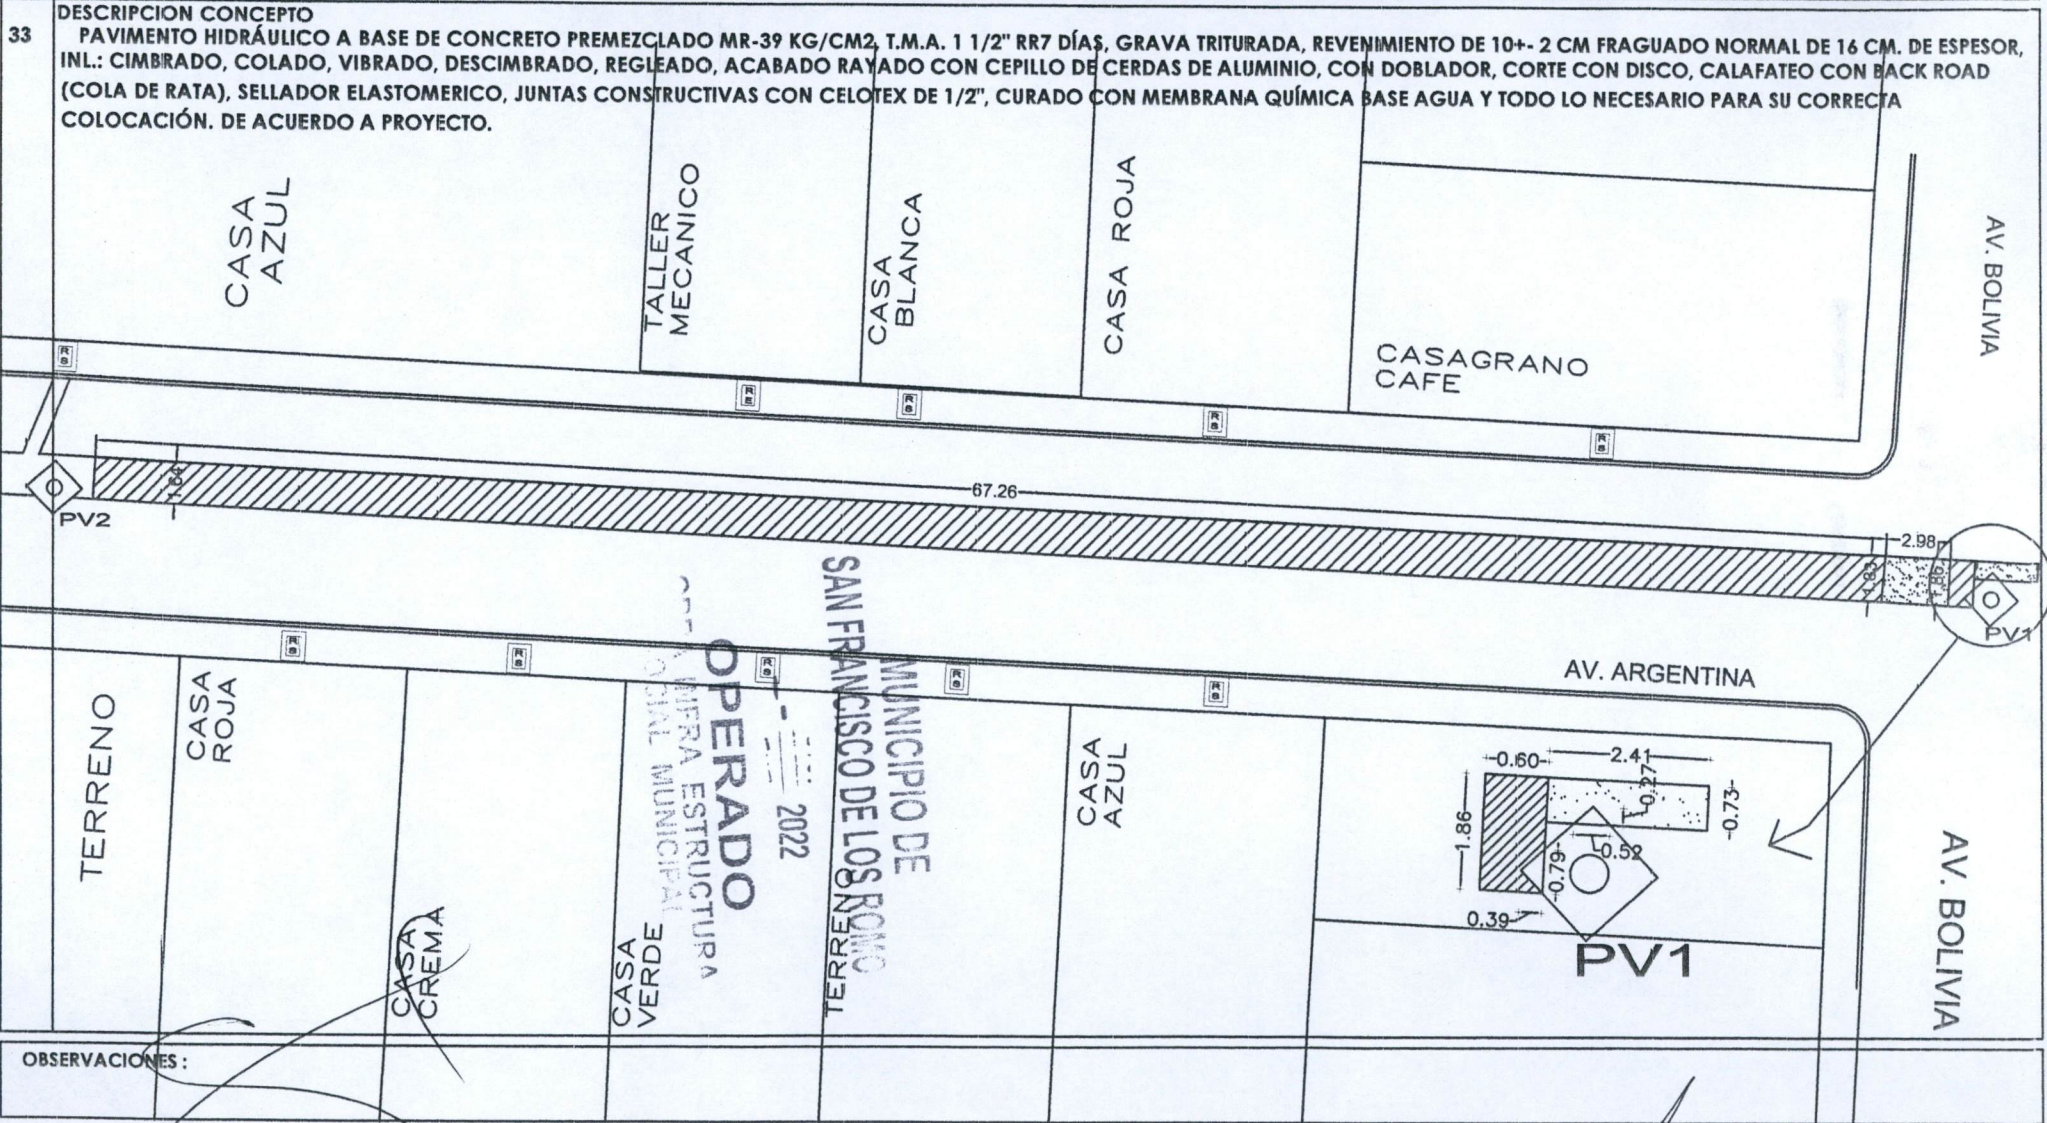 DESCRIPCION CONCEPTO
33 PAVIMENTO HIDRÁULICO A BASE DE CONCRETO PREMEZCLADO MR-39 KG/CM2, T.M.A. 1 1/2" RR7 DÍAS, GRAVA TRITURADA, REVENIMIENTO DE 10+- 2 CM FRAGUADO NORMAL DE 16 CM. DE ESPESOR,
INL.: CIMBRADO, COLADO, VIBRADO, DESCIMBRADO, REGLEADO, ACABADO RAYADO CON CEPILLO DE CERDAS DE ALUMINIO, CON DOBLADOR, CORTE CON DISCO, CALAFATEO CON BACK ROAD
(COLA DE RATA), SELLADOR ELASTOMERICO, JUNTAS CONSTRUCTIVAS CON CELOTEX DE 1/2", CURADO CON MEMBRANA QUÍMICA BASE AGUA Y TODO LO NECESARIO PARA SU CORRECTA
COLOCACIÓN. DE ACUERDO A PROYECTO.
CASA
AZUL
TALLER
MECANICO
CASA
BLANCA
CASA ROJA
CASAGRANO
CAFE
AV. BOLIVIA
1.64
67.26
2.98
1.83
1.86
PV2
PV1
AV. ARGENTINA
TERRENO
CASA
ROJA
CASA
CREMA
CASA
VERDE
TERRENO
CASA
AZUL
MUNICIPIO DE
SAN FRANCISCO DE LOS ROMO
2022
OPERADO
ESTRUCTURA
SOCIAL MUNICIPAL
0.60
2.41
0.27
0.73
1.86
0.52
0.79
0.39
PV1
AV. BOLIVIA
OBSERVACIONES :